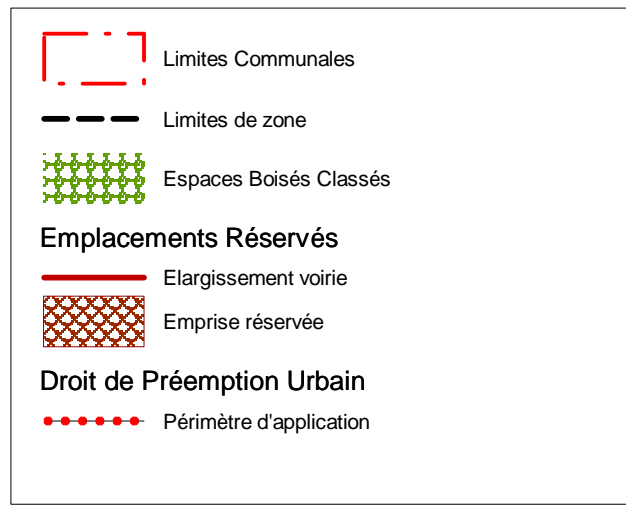 Limites Communales
Limites de zone
Espaces Boisés Classés
Emplacements Réservés
Elargissement voirie
Emprise réservée
Droit de Préemption Urbain
Périmètre d'application